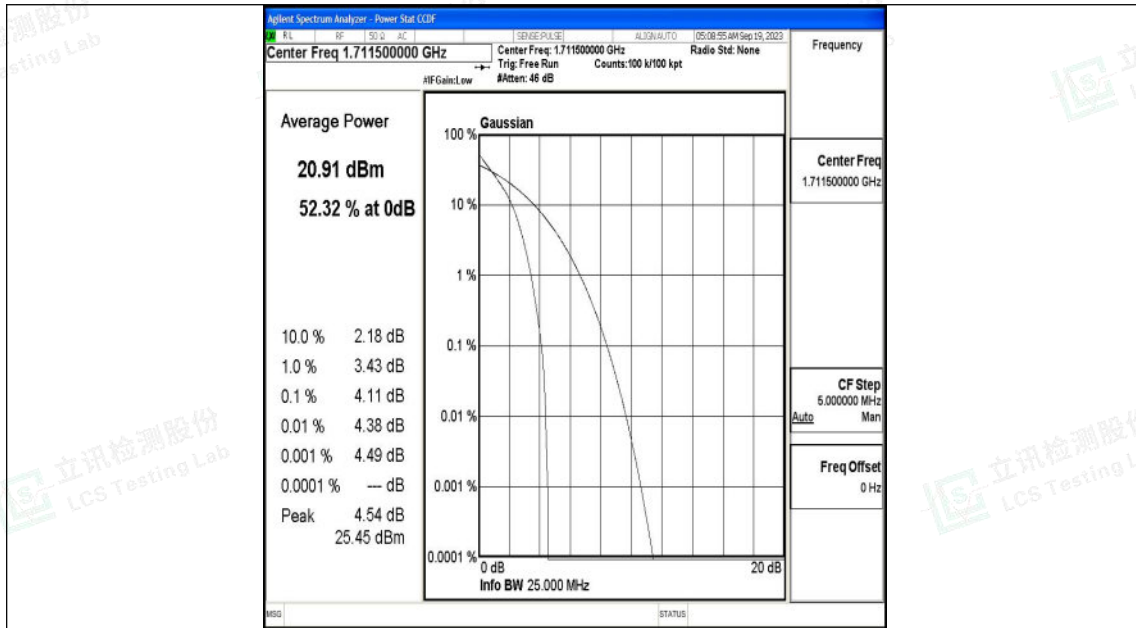 Agilent Spectrum Analyzer - Power Stat CCDF
RL RF 50 Ω AC SENSE:PULSE ALIGNAUTO 05:08:55 AM Sep 19, 2023
Center Freq 1.711500000 GHz
Center Freq: 1.711500000 GHz
Radio Std: None
Trig: Free Run Counts:100 k/100 kpt
#IFGain:Low #Atten: 46 dB
Frequency
Average Power
20.91 dBm
52.32 % at 0dB
10.0 % 2.18 dB
1.0 % 3.43 dB
0.1 % 4.11 dB
0.01 % 4.38 dB
0.001 % 4.49 dB
0.0001 % --- dB
Peak 4.54 dB
25.45 dBm
Gaussian
100 %
10 %
1 %
0.1 %
0.01 %
0.001 %
0.0001 %
0 dB 20 dB
Info BW 25.000 MHz
Center Freq
1.711500000 GHz
CF Step
5.000000 MHz
Auto Man
Freq Offset
0 Hz
MSG STATUS
立讯检测股份
LCS Testing Lab
立讯检测股份